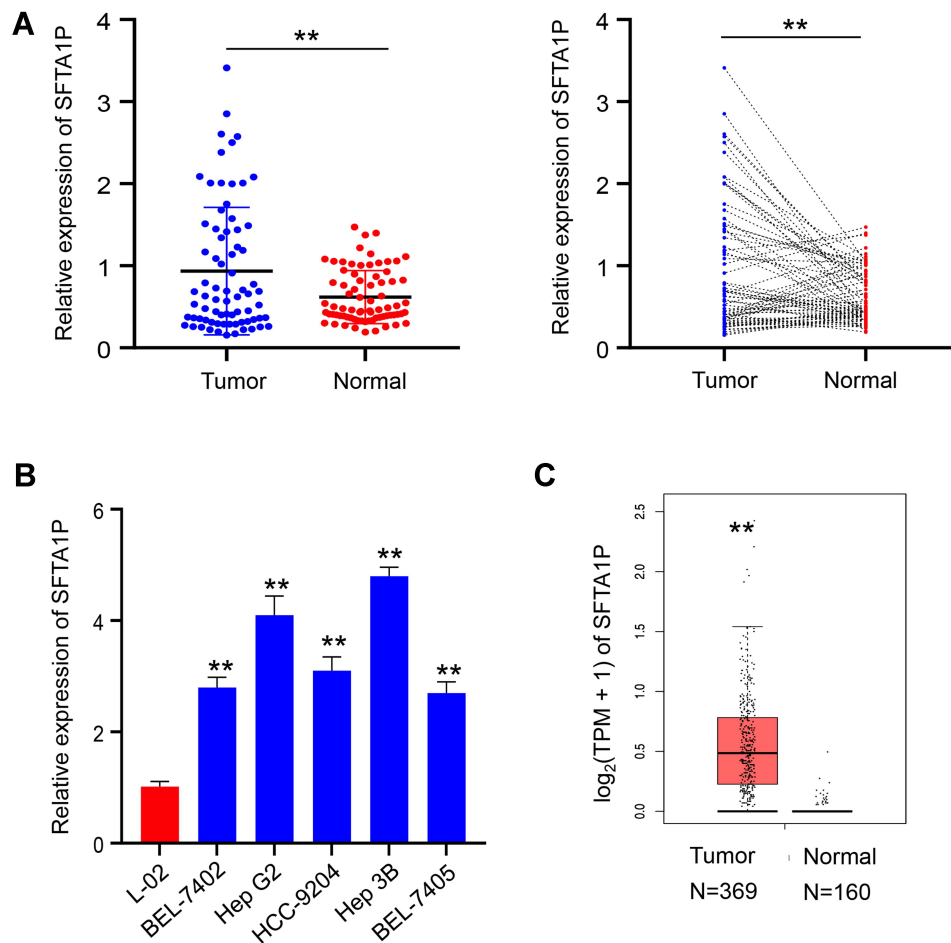 A
Relative expression of SFTA1P
4
3
2
1
0
**
Tumor
Normal
Relative expression of SFTA1P
4
3
2
1
0
**
Tumor
Normal
B
Relative expression of SFTA1P
6
4
2
0
**
**
**
**
**
L-02
BEL-7402
Hep G2
HCC-9204
Hep 3B
BEL-7405
C
log₂(TPM + 1) of SFTA1P
2.5
2.0
1.5
1.0
0.5
0.0
**
Tumor
Normal
N=369
N=160